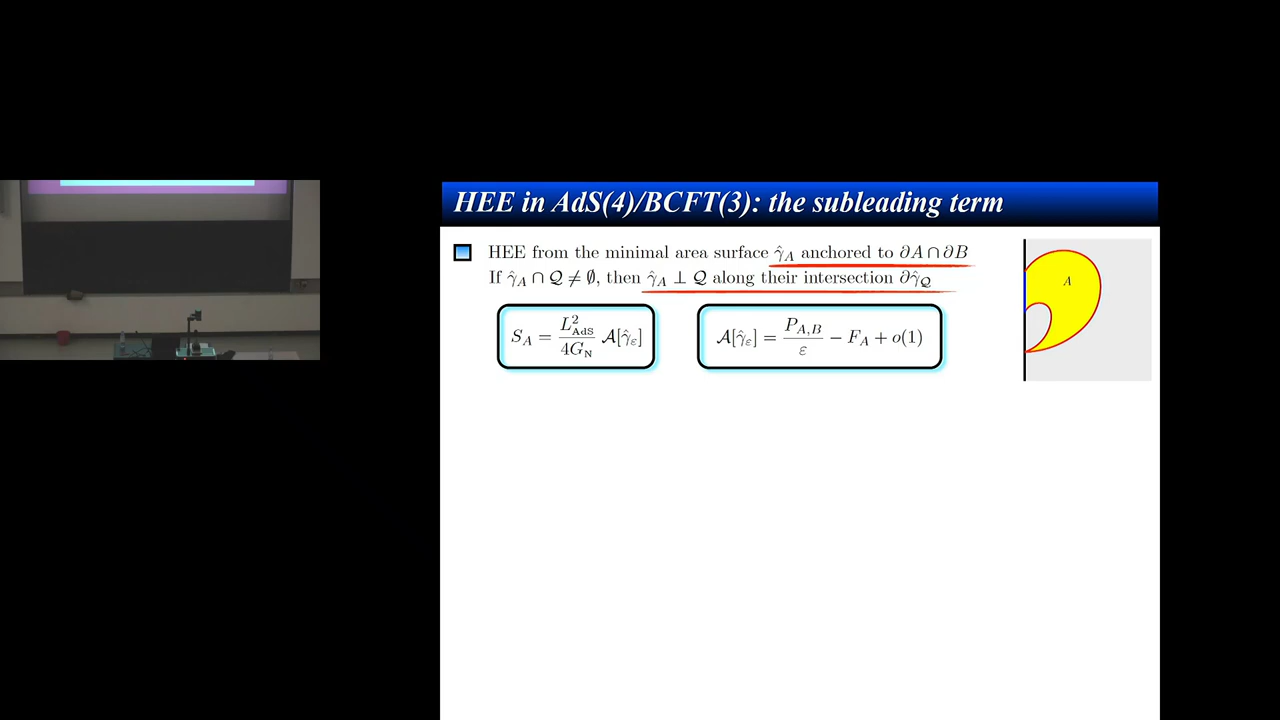 HEE in AdS(4)/BCFT(3): the subleading term
HEE from the minimal area surface γ̂_A anchored to ∂A ∩ ∂B
If γ̂_A ∩ 𝒬 ≠ ∅, then γ̂_A ⊥ 𝒬 along their intersection ∂γ̂_𝒬
S_A = L²_AdS / 4G_N 𝒜[γ̂_ε]
𝒜[γ̂_ε] = P_{A,B} / ε − F_A + o(1)
A